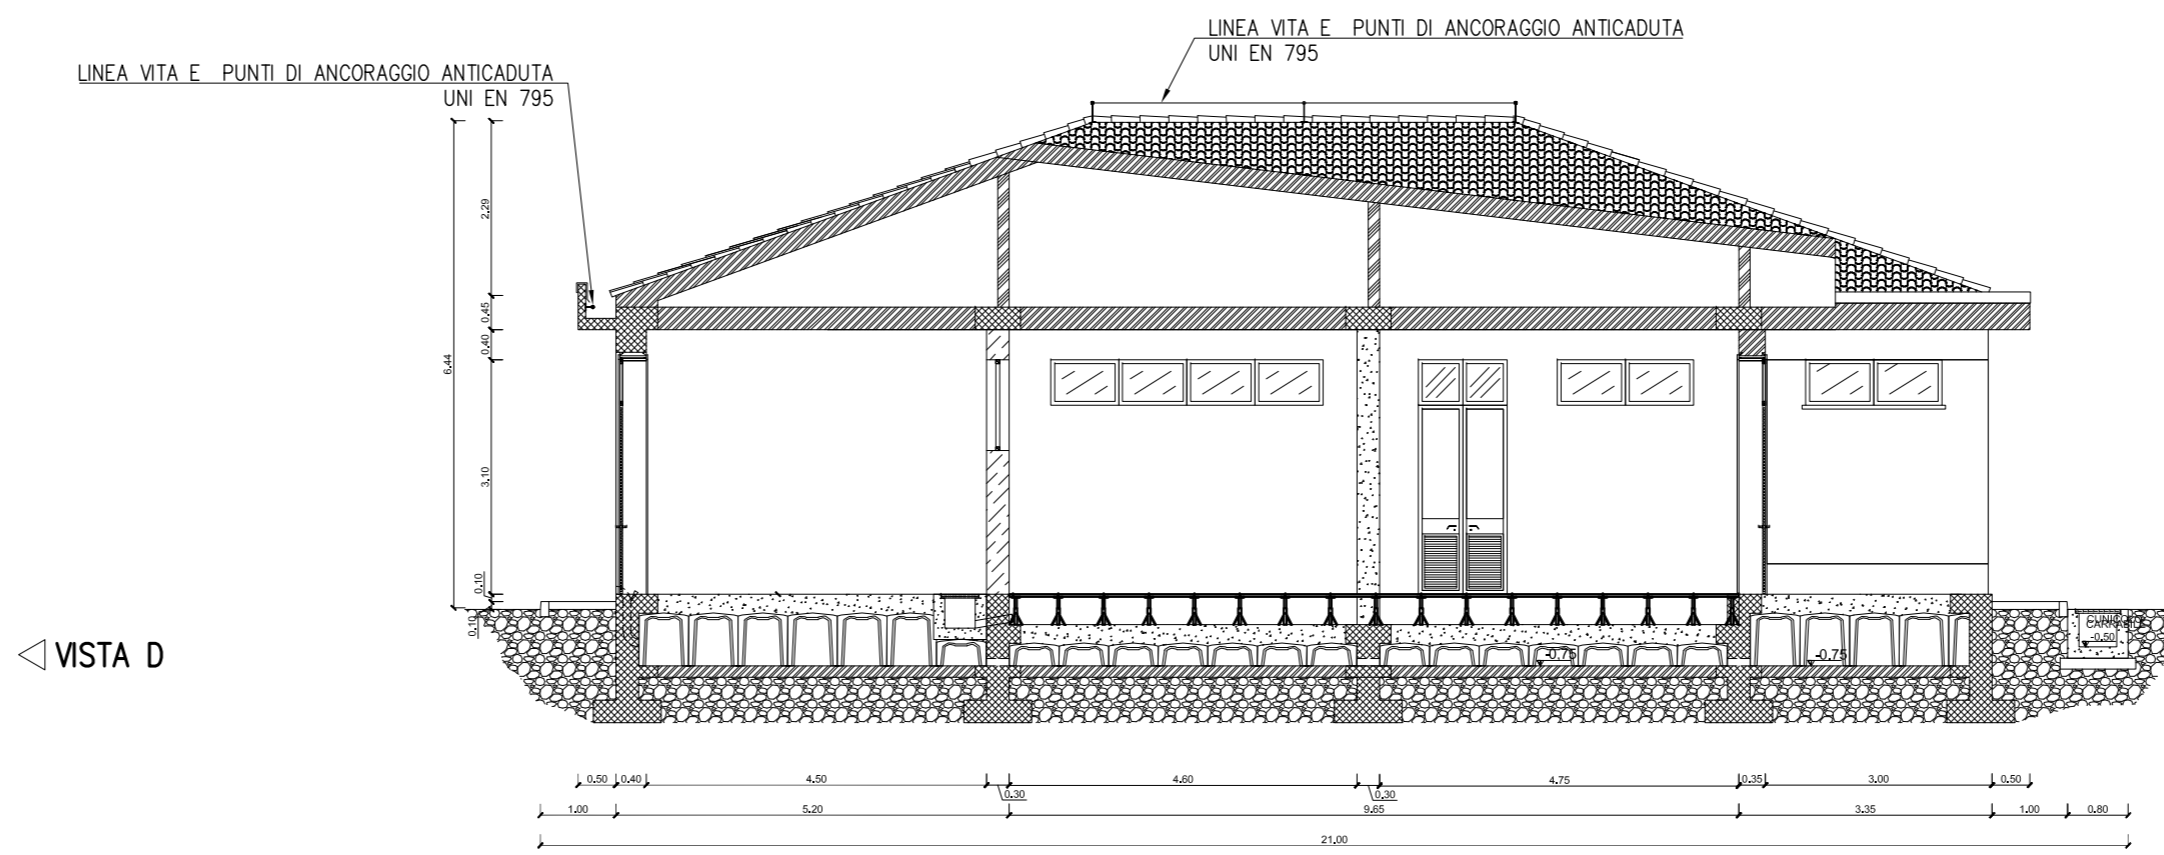 LINEA VITA E PUNTI DI ANCORAGGIO ANTICADUTA
UNI EN 795
LINEA VITA E PUNTI DI ANCORAGGIO ANTICADUTA
UNI EN 795
2.29
0.45
0.40
6.44
3.10
0.10
0.10
VISTA D
-0.75
-0.75
CUNICOLO
CARRABILE
-0.50
0.50 0.40 4.50 4.60 4.75 0.35 3.00 0.50
0.30 0.30
1.00 5.20 9.65 3.35 1.00 0.80
21.00